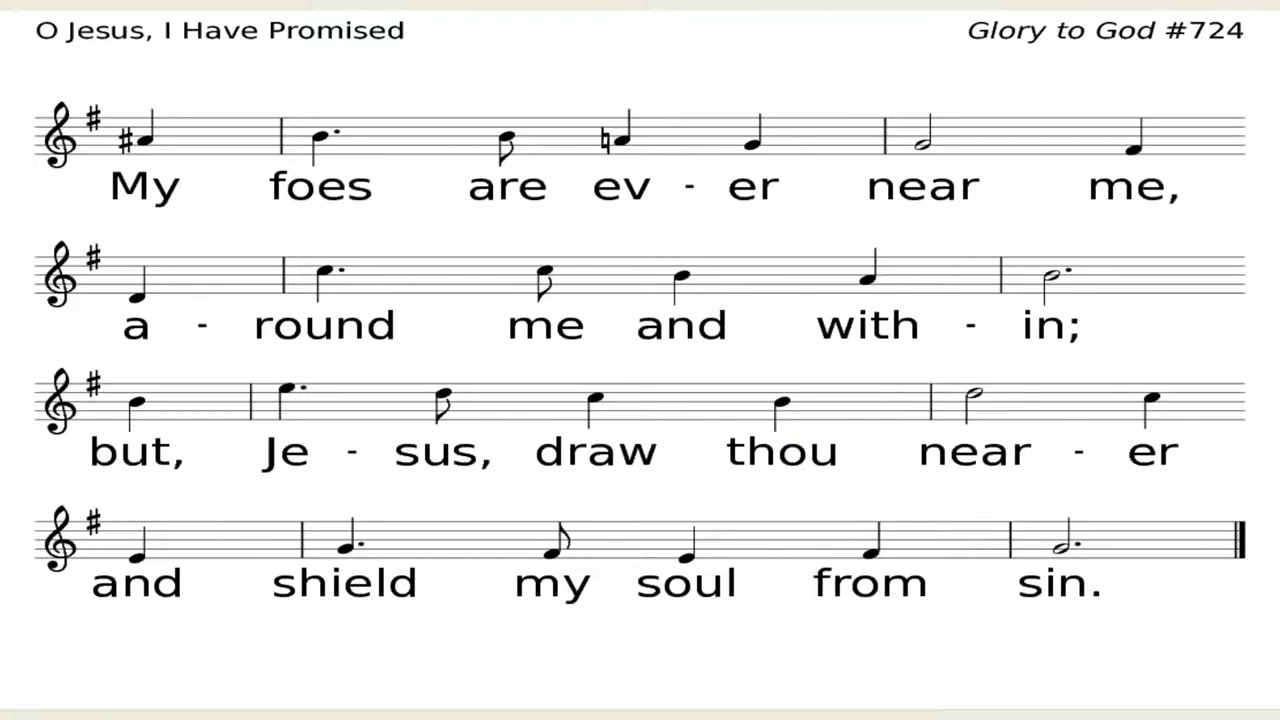 O Jesus, I Have Promised Glory to God #724
My foes are ev - er near me,
a - round me and with - in;
but, Je - sus, draw thou near - er
and shield my soul from sin.